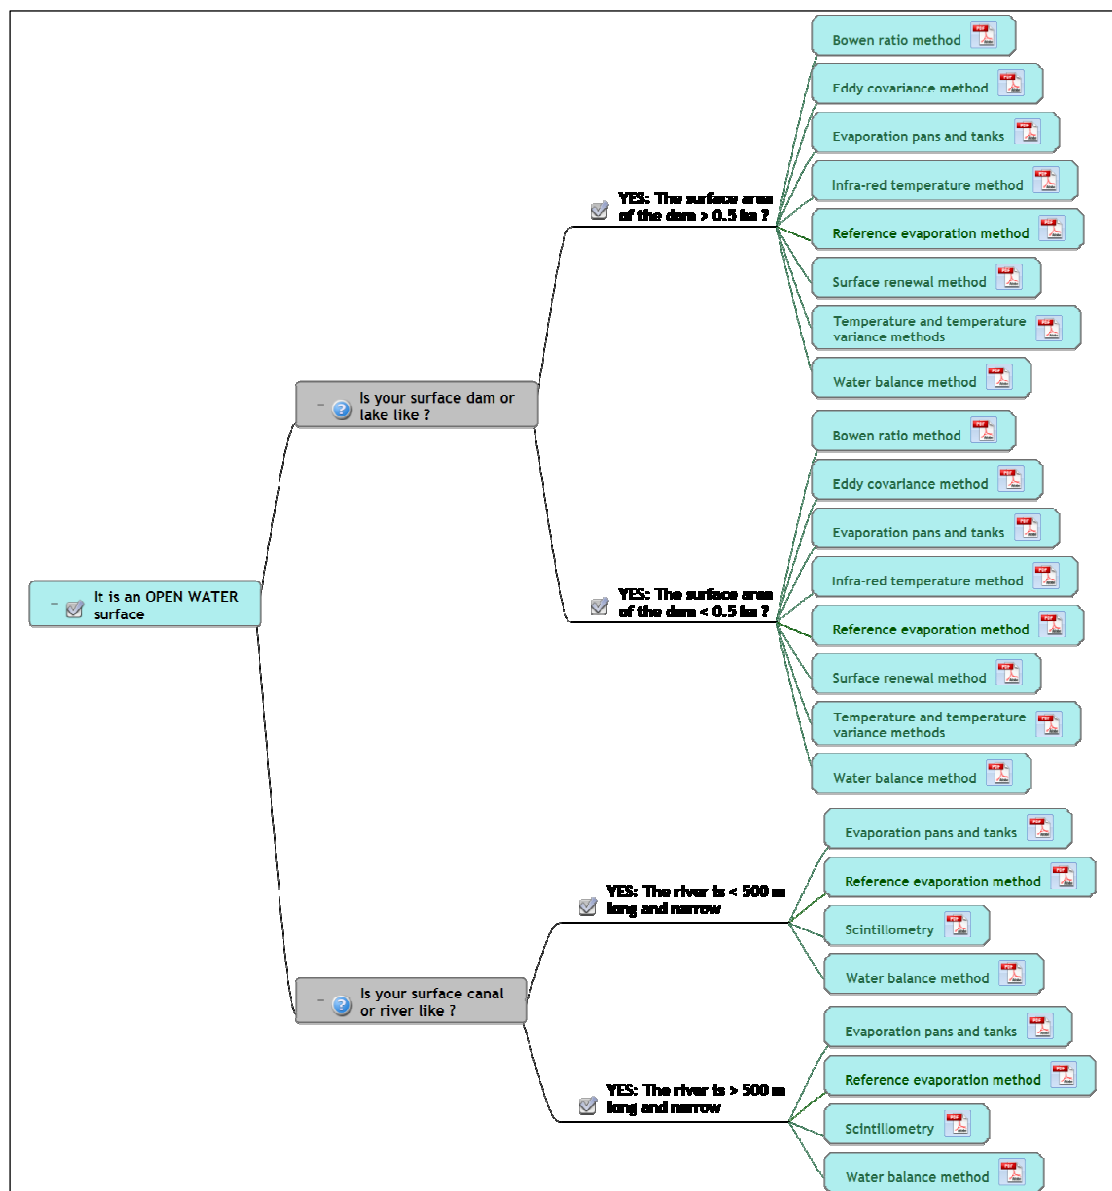 It is an OPEN WATER
surface
Is your surface dam or
lake like ?
YES: The surface area
of the dam > 0.5 ha ?
Bowen ratio method
Eddy covariance method
Evaporation pans and tanks
Infra-red temperature method
Reference evaporation method
Surface renewal method
Temperature and temperature
variance methods
Water balance method
YES: The surface area
of the dam < 0.5 ha ?
Bowen ratio method
Eddy covariance method
Evaporation pans and tanks
Infra-red temperature method
Reference evaporation method
Surface renewal method
Temperature and temperature
variance methods
Water balance method
Is your surface canal
or river like ?
YES: The river is < 500 m
long and narrow
Evaporation pans and tanks
Reference evaporation method
Scintillometry
Water balance method
YES: The river is > 500 m
long and narrow
Evaporation pans and tanks
Reference evaporation method
Scintillometry
Water balance method